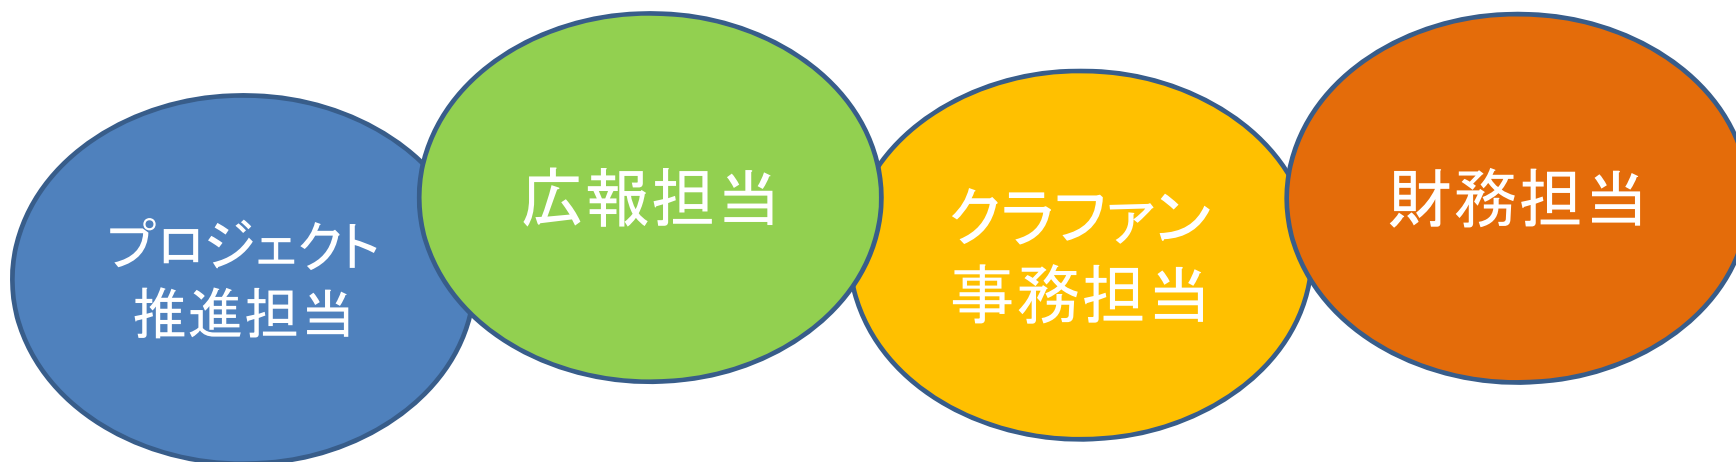 プロジェクト
推進担当
広報担当
クラファン
事務担当
財務担当